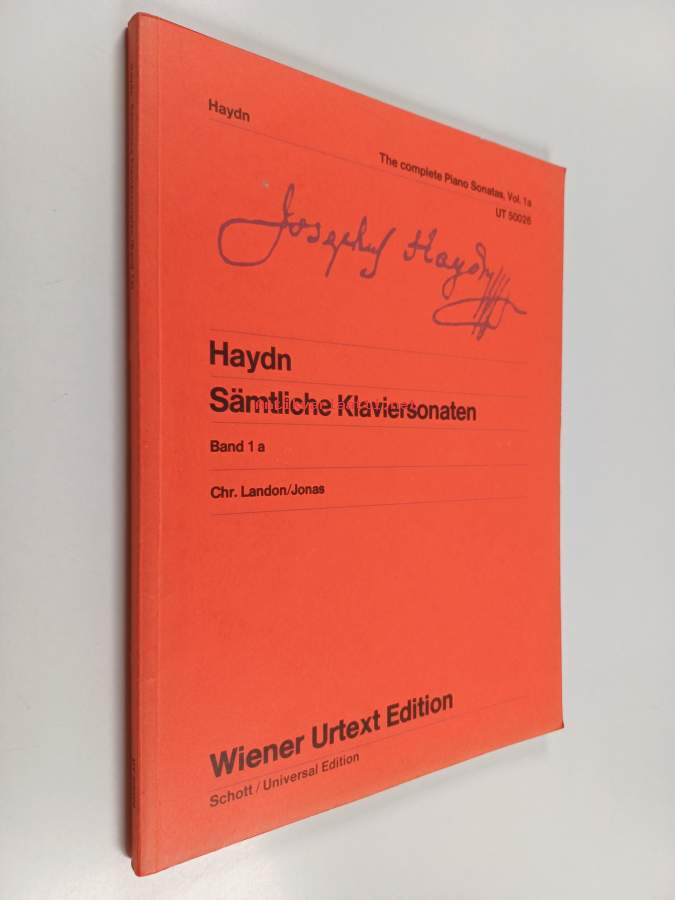 Haydn
The complete Piano Sonatas, Vol. 1a
UT 50026
Joseph Haydn
Haydn
Sämtliche Klaviersonaten
Band 1 a
Chr. Landon/Jonas
Wiener Urtext Edition
Schott / Universal Edition